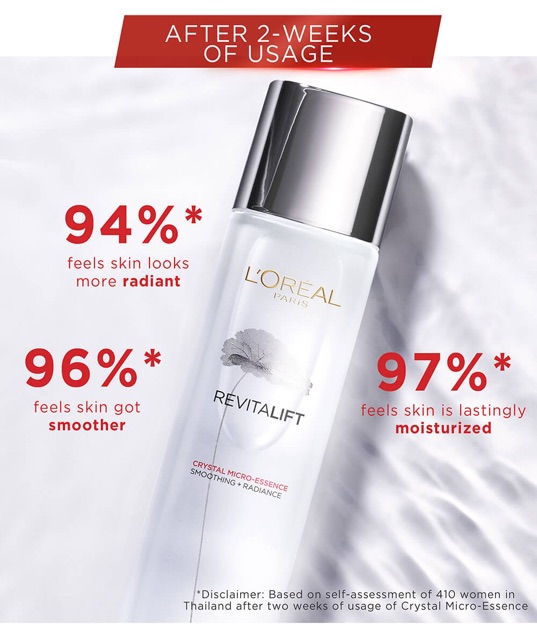 AFTER 2-WEEKS
OF USAGE
94%*
feels skin looks
more radiant
96%*
feels skin got
smoother
97%*
feels skin is lastingly
moisturized
L'ORÉAL
PARIS
REVITALIFT
CRYSTAL MICRO-ESSENCE
SMOOTHING + RADIANCE
*Disclaimer: Based on self-assessment of 410 women in
Thailand after two weeks of usage of Crystal Micro-Essence